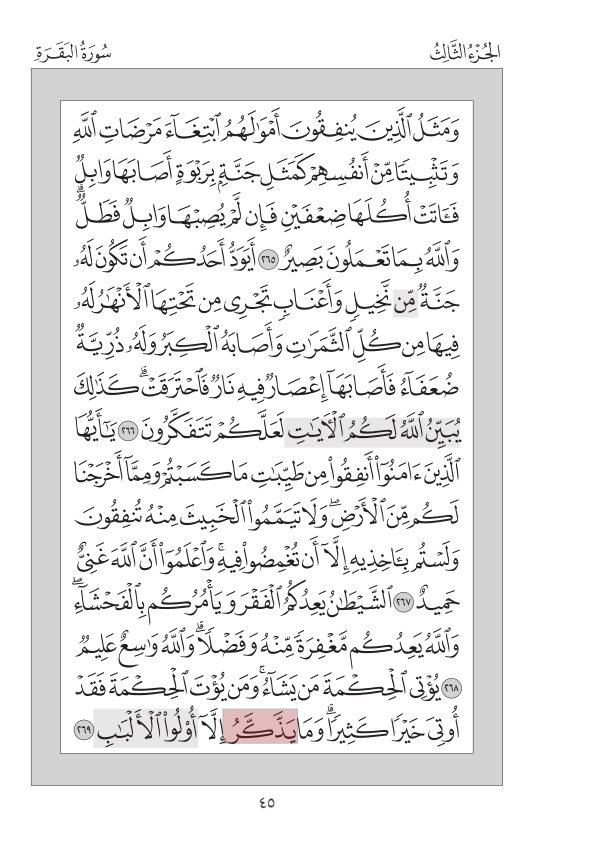 الجُزْءُ الثَّالِثُ
سُورَةُ البَقَرَةِ
وَمَثَلُ ٱلَّذِينَ يُنفِقُونَ أَمْوَٰلَهُمُ ٱبْتِغَآءَ مَرْضَاتِ ٱللَّهِ
وَتَثْبِيتًا مِّنْ أَنفُسِهِمْ كَمَثَلِ جَنَّةٍۭ بِرَبْوَةٍ أَصَابَهَا وَابِلٌ
فَـَٔاتَتْ أُكُلَهَا ضِعْفَيْنِ فَإِن لَّمْ يُصِبْهَا وَابِلٌ فَطَلٌّۗ
وَٱللَّهُ بِمَا تَعْمَلُونَ بَصِيرٌ ٢٦٥ أَيَوَدُّ أَحَدُكُمْ أَن تَكُونَ لَهُۥ
جَنَّةٌ مِّن نَّخِيلٍ وَأَعْنَابٍ تَجْرِى مِن تَحْتِهَا ٱلْأَنْهَٰرُ لَهُۥ
فِيهَا مِن كُلِّ ٱلثَّمَرَٰتِ وَأَصَابَهُ ٱلْكِبَرُ وَلَهُۥ ذُرِّيَّةٌ
ضُعَفَآءُ فَأَصَابَهَآ إِعْصَارٌ فِيهِ نَارٌ فَٱحْتَرَقَتْۗ كَذَٰلِكَ
يُبَيِّنُ ٱللَّهُ لَكُمُ ٱلْـَٔايَٰتِ لَعَلَّكُمْ تَتَفَكَّرُونَ ٢٦٦ يَٰٓأَيُّهَا
ٱلَّذِينَ ءَامَنُوٓا۟ أَنفِقُوا۟ مِن طَيِّبَٰتِ مَا كَسَبْتُمْ وَمِمَّآ أَخْرَجْنَا
لَكُم مِّنَ ٱلْأَرْضِۖ وَلَا تَيَمَّمُوا۟ ٱلْخَبِيثَ مِنْهُ تُنفِقُونَ
وَلَسْتُم بِـَٔاخِذِيهِ إِلَّآ أَن تُغْمِضُوا۟ فِيهِۚ وَٱعْلَمُوٓا۟ أَنَّ ٱللَّهَ غَنِىٌّ
حَمِيدٌ ٢٦٧ ٱلشَّيْطَٰنُ يَعِدُكُمُ ٱلْفَقْرَ وَيَأْمُرُكُم بِٱلْفَحْشَآءِۖ
وَٱللَّهُ يَعِدُكُم مَّغْفِرَةً مِّنْهُ وَفَضْلًاۗ وَٱللَّهُ وَٰسِعٌ عَلِيمٌ
٢٦٨ يُؤْتِى ٱلْحِكْمَةَ مَن يَشَآءُۚ وَمَن يُؤْتَ ٱلْحِكْمَةَ فَقَدْ
أُوتِىَ خَيْرًا كَثِيرًاۗ وَمَا يَذَّكَّرُ إِلَّآ أُو۟لُوا۟ ٱلْأَلْبَٰبِ ٢٦٩
٤٥